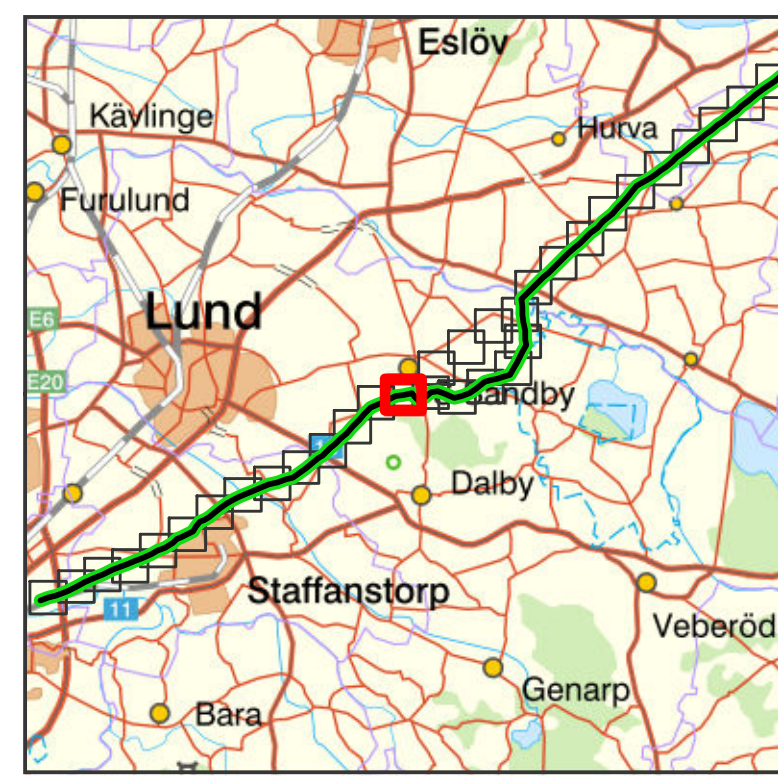 Eslöv
Kävlinge
Hurva
Furulund
Lund
E6
E20
Sandby
Dalby
Staffanstorp
11
Veberöd
Genarp
Bara